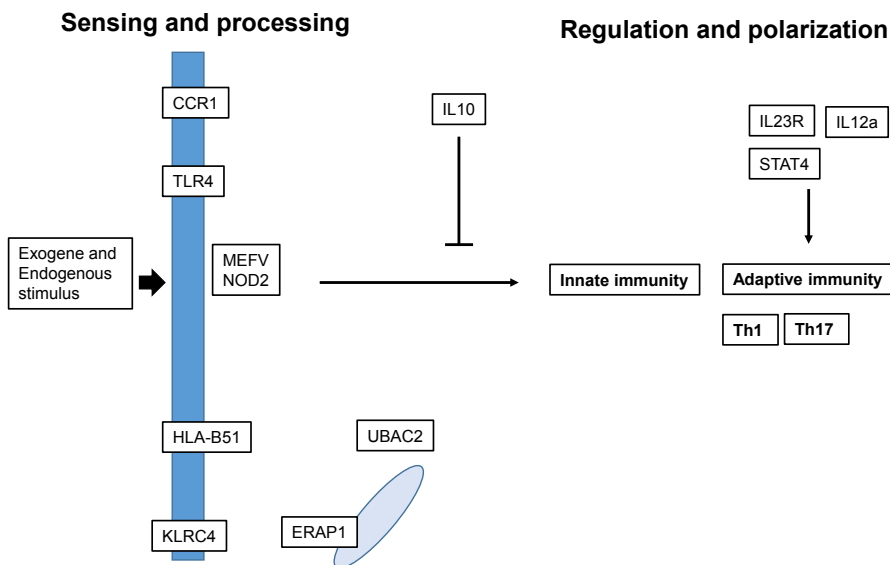 Sensing and processing
Regulation and polarization
CCR1
IL10
IL23R
IL12a
STAT4
TLR4
Exogene and
Endogenous
stimulus
MEFV
NOD2
Innate immunity
Adaptive immunity
Th1
Th17
HLA-B51
UBAC2
KLRC4
ERAP1